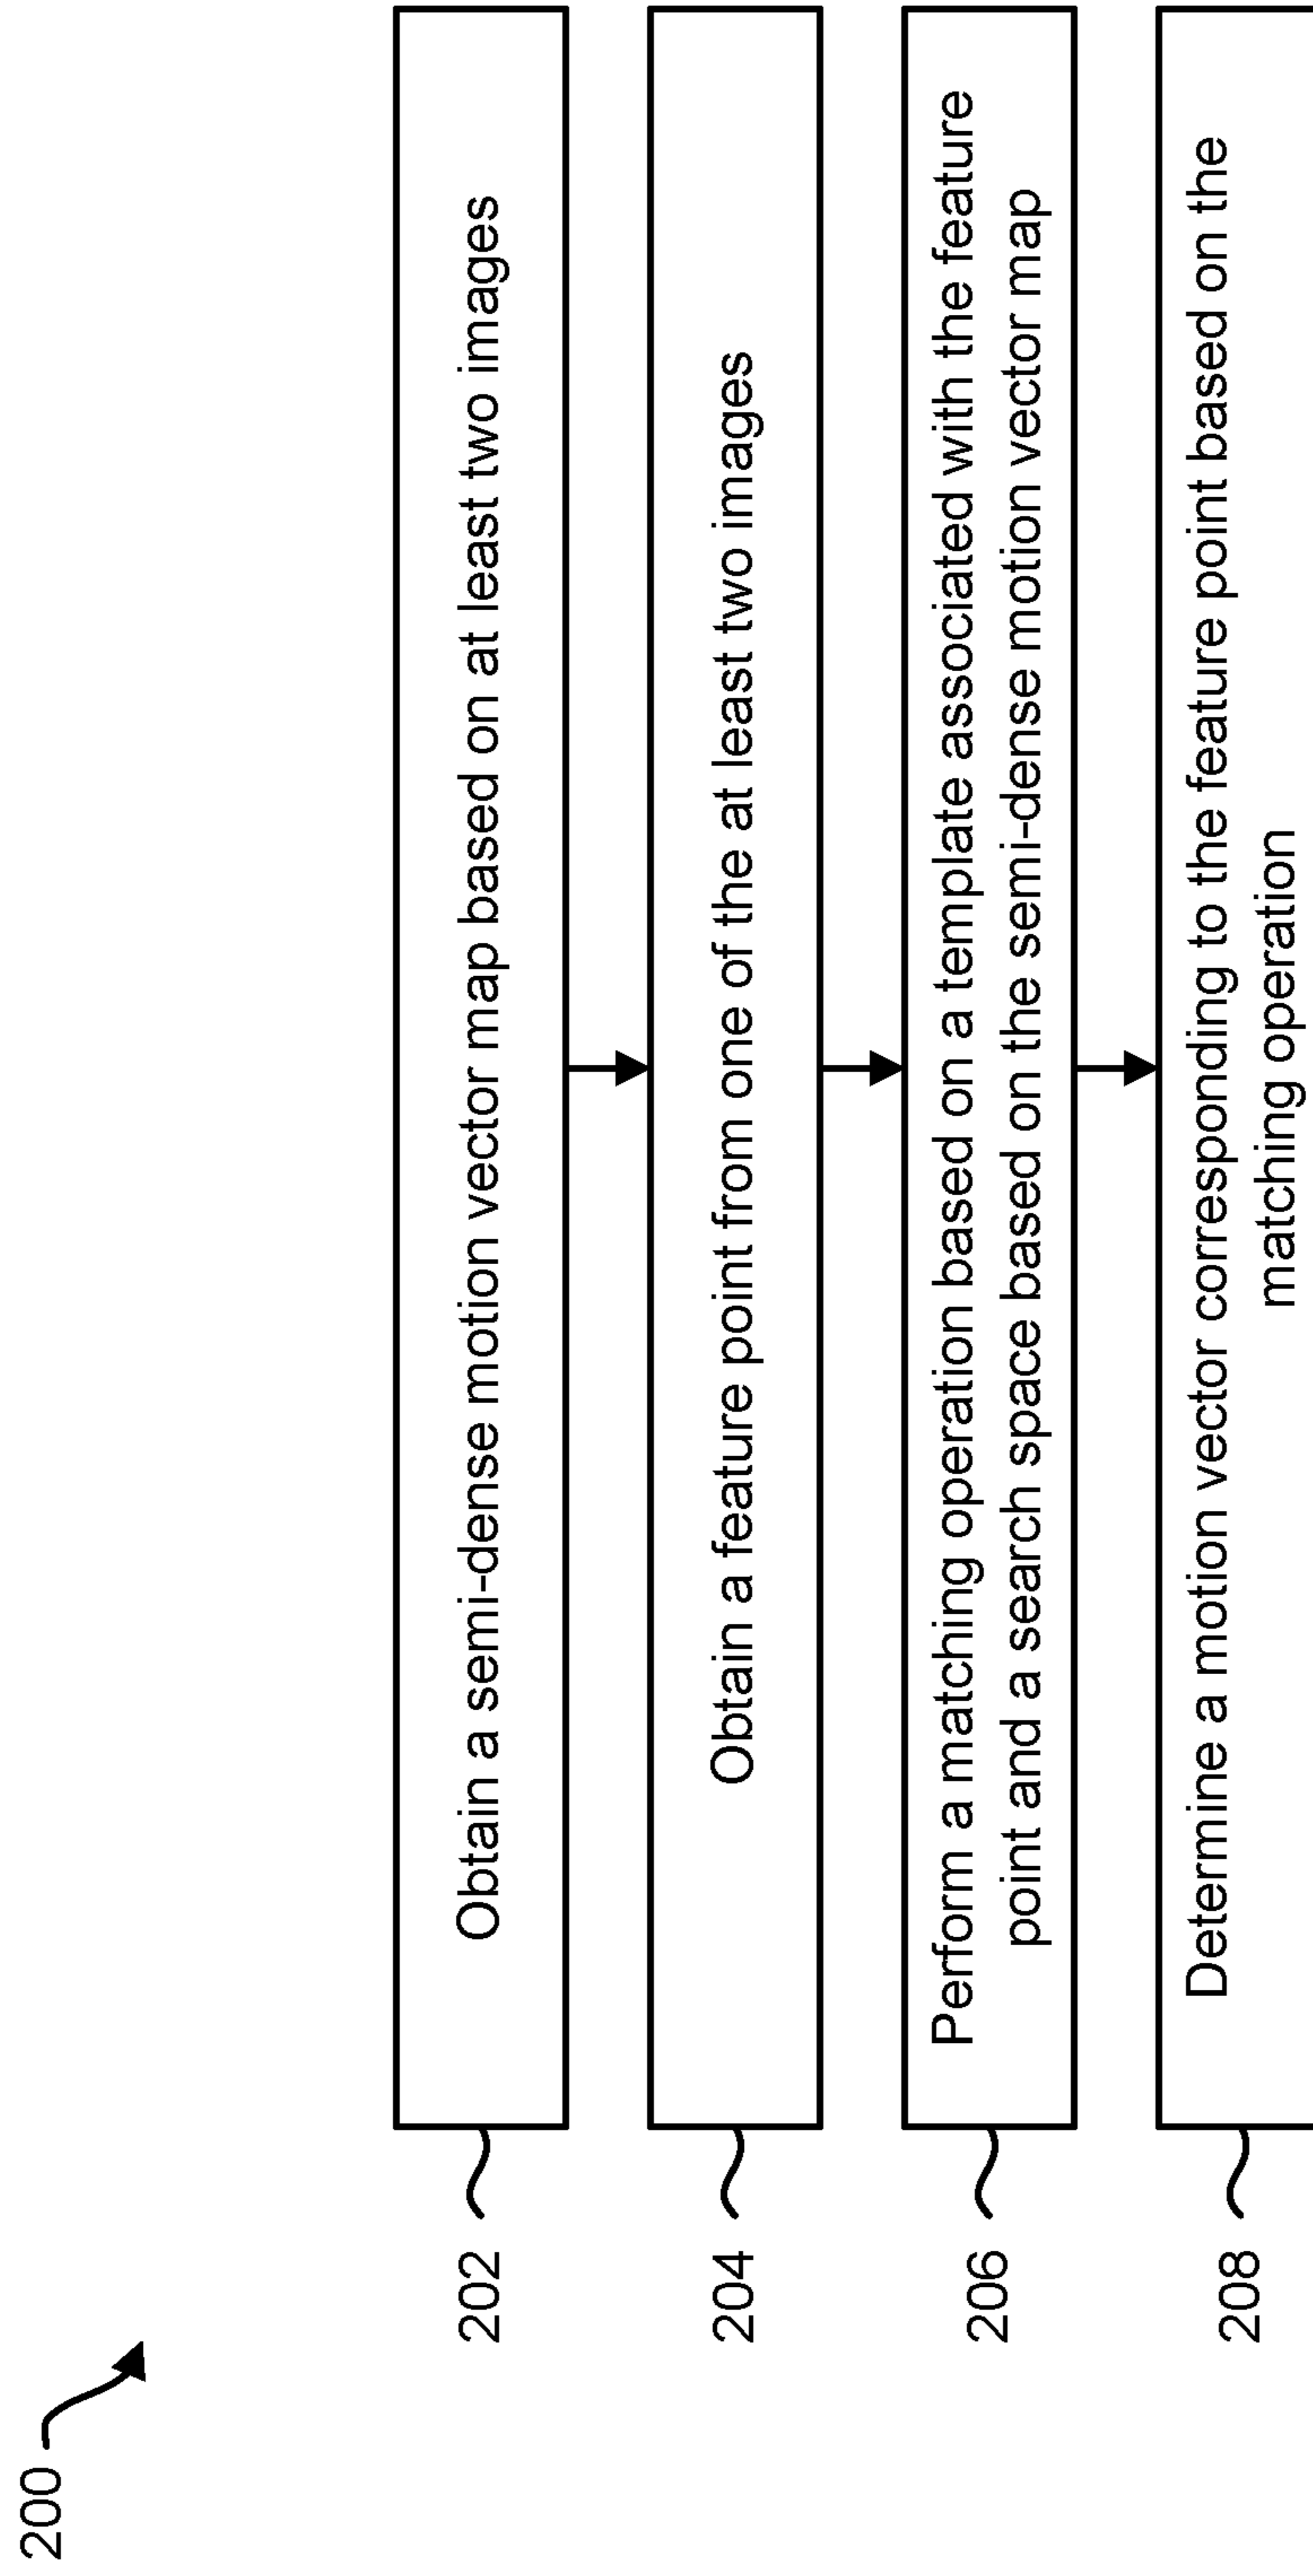 200
202
Obtain a semi-dense motion vector map based on at least two images
204
Obtain a feature point from one of the at least two images
206
Perform a matching operation based on a template associated with the feature
point and a search space based on the semi-dense motion vector map
208
Determine a motion vector corresponding to the feature point based on the
matching operation